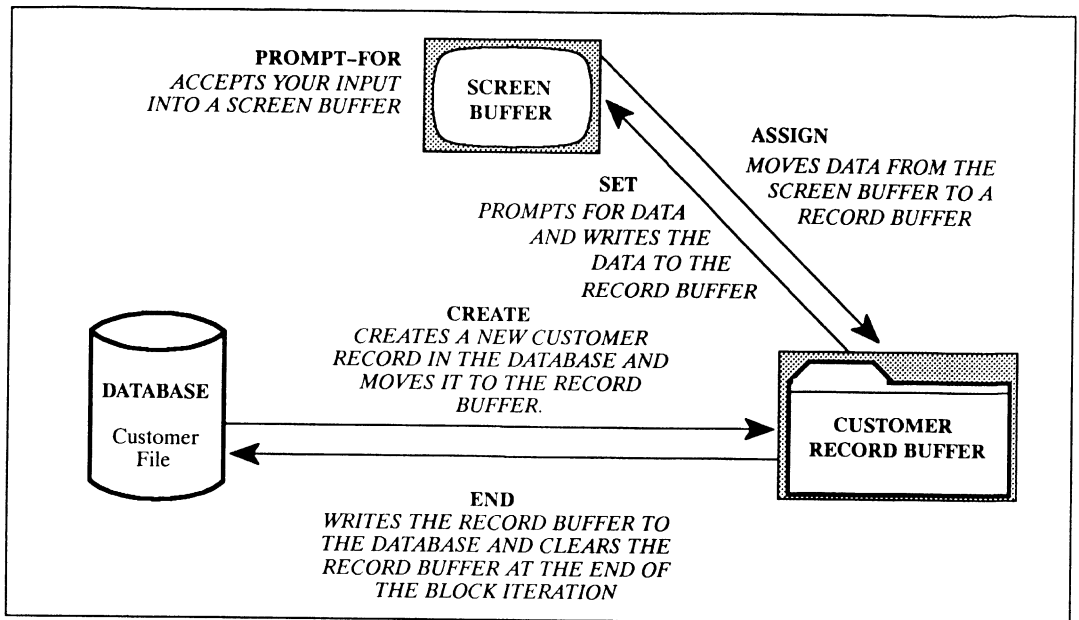 PROMPT–FOR
ACCEPTS YOUR INPUT
INTO A SCREEN BUFFER
SCREEN
BUFFER
ASSIGN
MOVES DATA FROM THE
SCREEN BUFFER TO A
RECORD BUFFER
SET
PROMPTS FOR DATA
AND WRITES THE
DATA TO THE
RECORD BUFFER
CREATE
CREATES A NEW CUSTOMER
RECORD IN THE DATABASE AND
MOVES IT TO THE RECORD
BUFFER.
DATABASE
Customer
File
CUSTOMER
RECORD BUFFER
END
WRITES THE RECORD BUFFER TO
THE DATABASE AND CLEARS THE
RECORD BUFFER AT THE END OF
THE BLOCK ITERATION